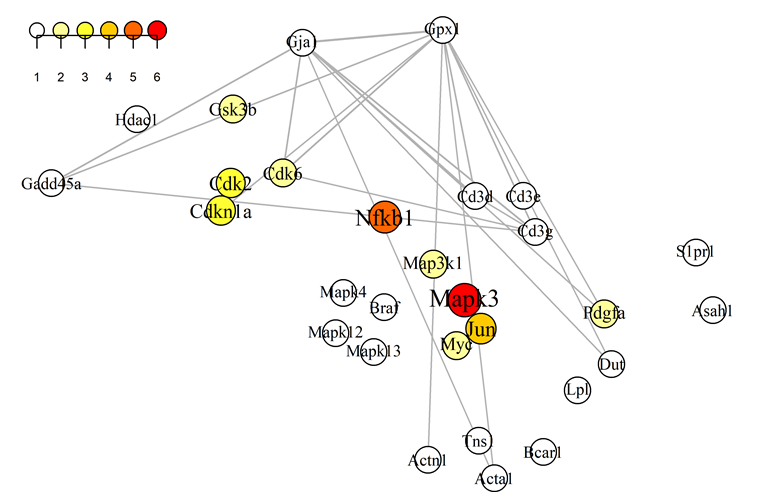 1 2 3 4 5 6
Gja1
Gpx1
Gsk3b
Hdac1
Gadd45a
Cdk6
Cdk2
Cdkn1a
Nfkb1
Cd3d
Cd3e
Cd3g
S1pr1
Map3k1
Mapk4
Mapk3
Braf
Asah1
Pdgfa
Jun
Mapk12
Myc
Mapk13
Dut
Lpl
Tns1
Bcar1
Actn1
Acta1